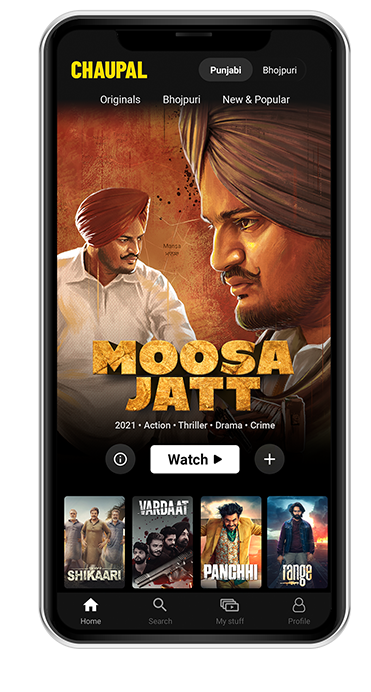 CHAUPAL
Punjabi
Bhojpuri
Originals
Bhojpuri
New & Popular
Mansa
MOOSA
JATT
2021 • Action • Thriller • Drama • Crime
Watch
SHIKAARI
VARDAAT
PANCHHI
range
Home
Search
My stuff
Profile